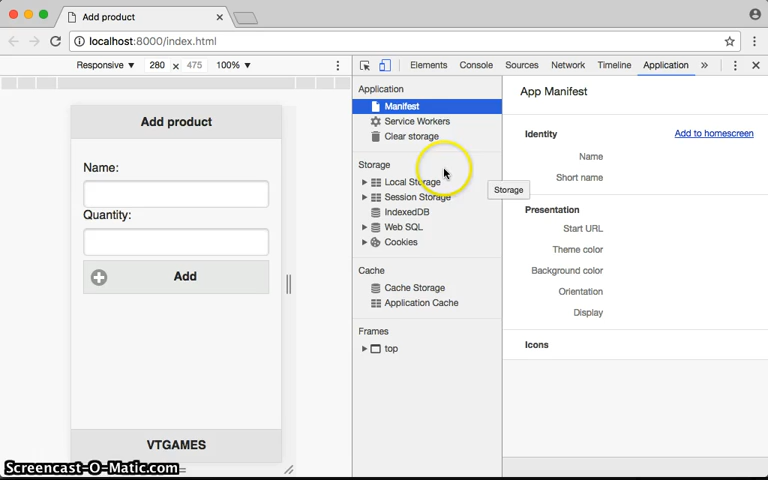 Add product
localhost:8000/index.html
Responsive 280 × 475 100%
Elements Console Sources Network Timeline Application »
Add product
Name:
Quantity:
Add
VTGAMES
Application
Manifest
Service Workers
Clear storage
Storage
Local Storage
Session Storage
IndexedDB
Web SQL
Cookies
Cache
Cache Storage
Application Cache
Frames
top
Storage
App Manifest
Identity Add to homescreen
Name
Short name
Presentation
Start URL
Theme color
Background color
Orientation
Display
Icons
Screencast-O-Matic.com